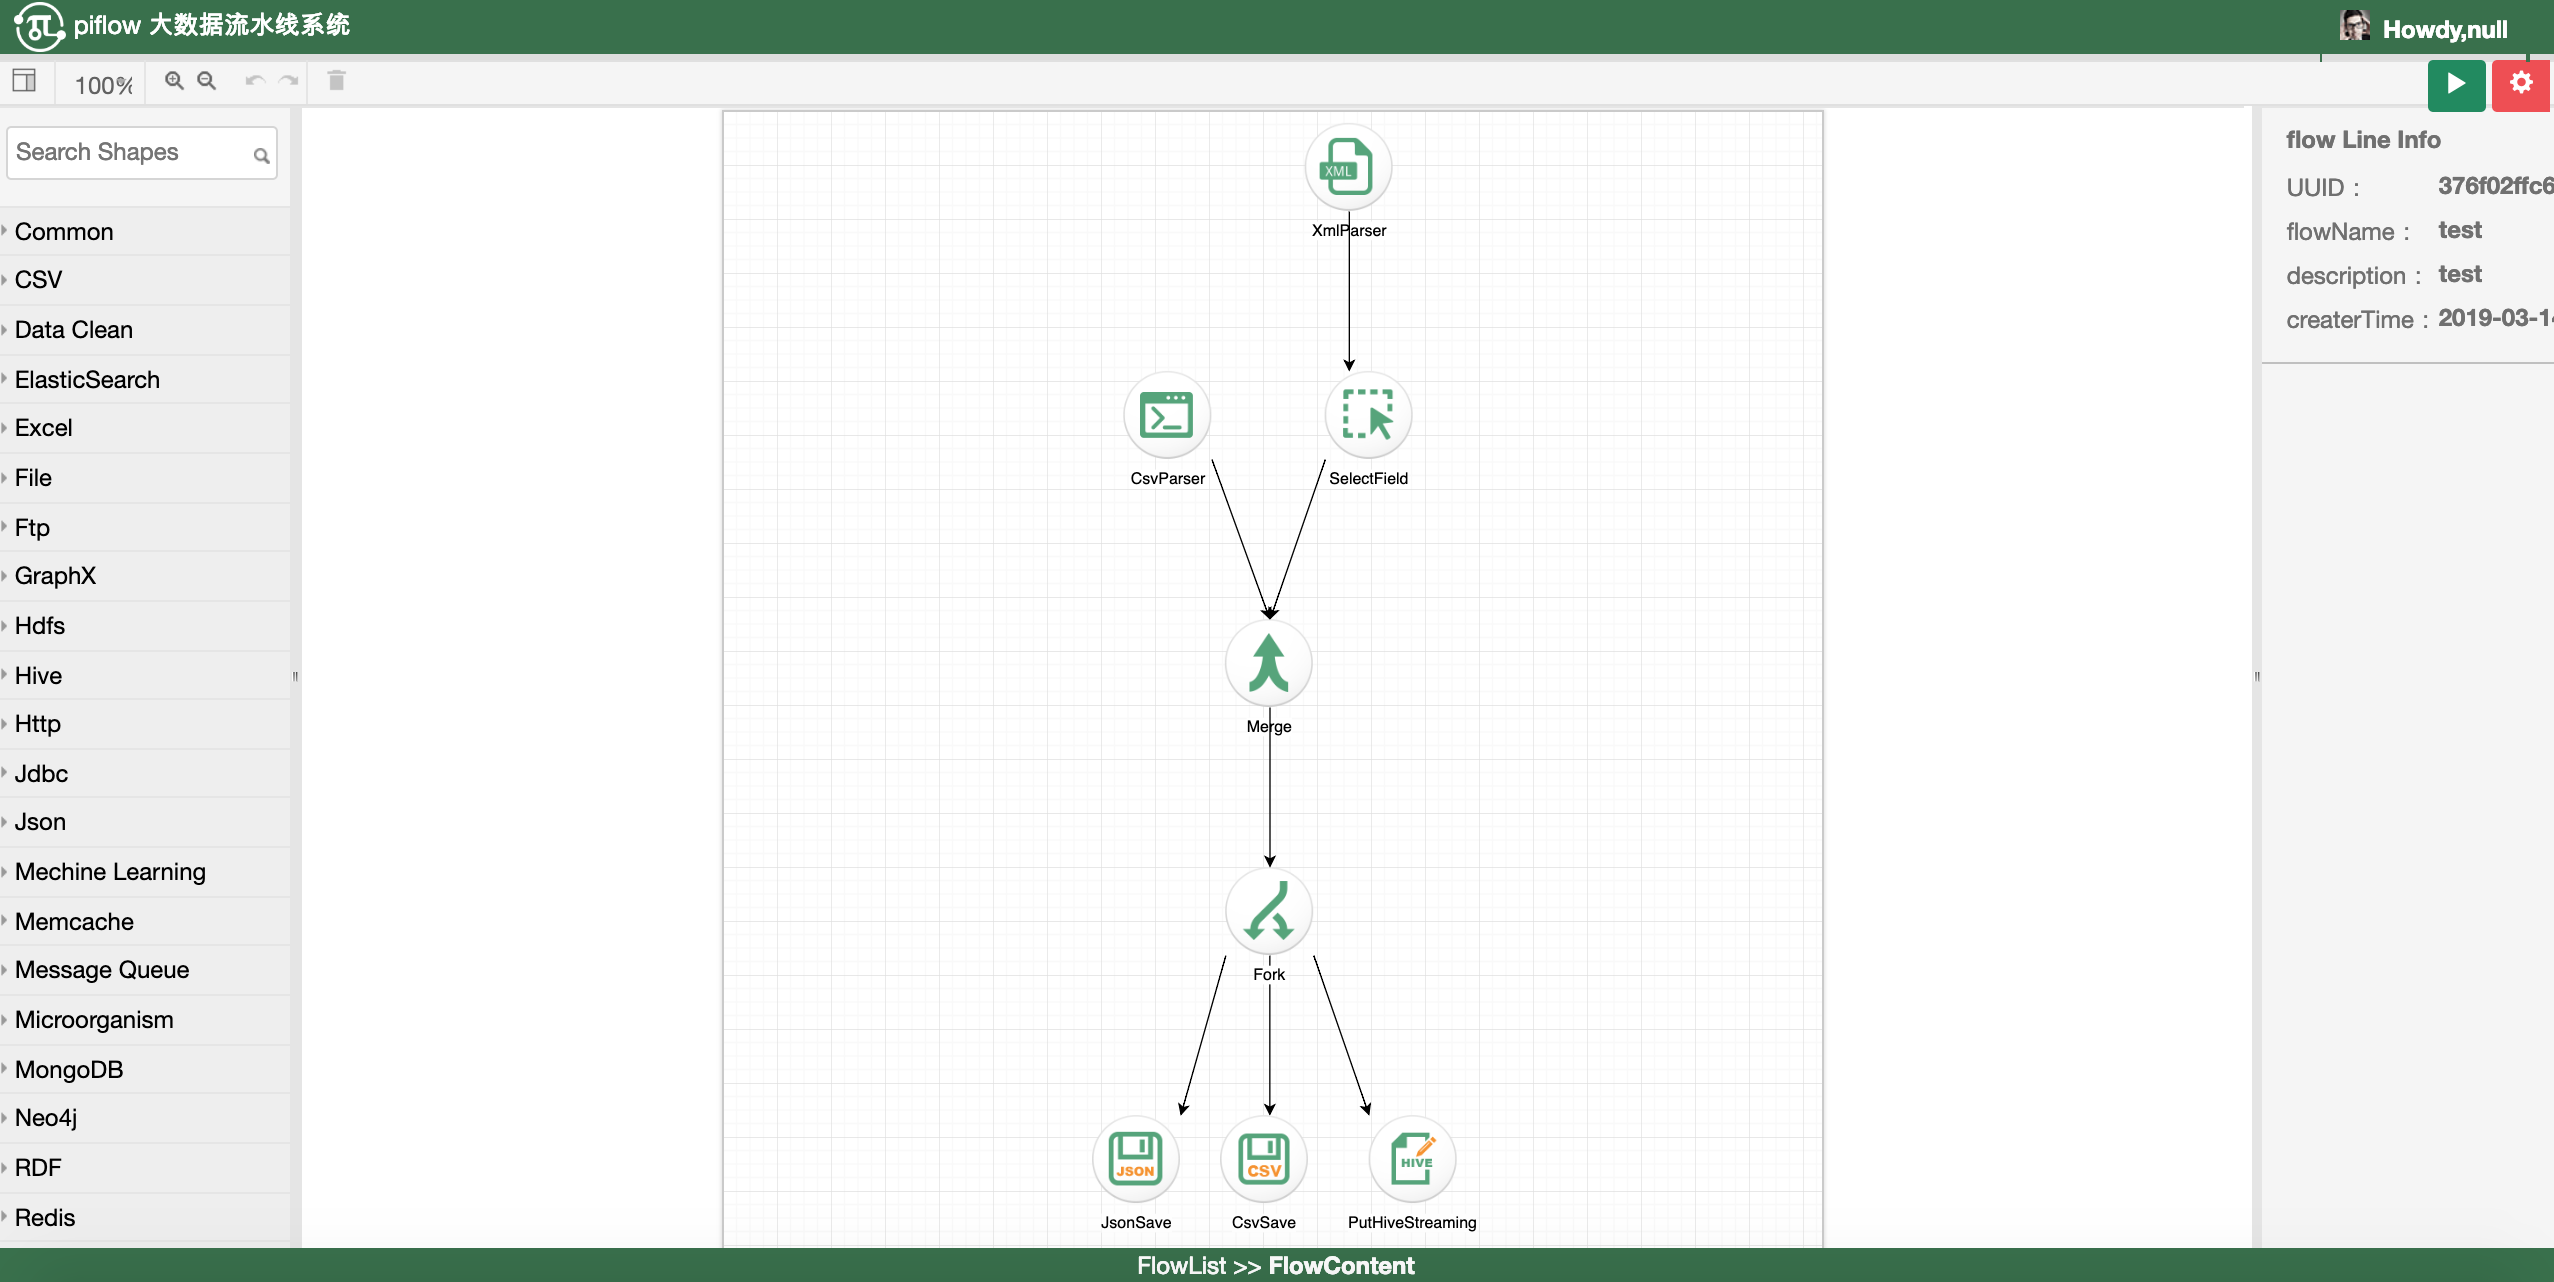 piflow 大数据流水线系统
Howdy,null
100%
Search Shapes
Common
CSV
Data Clean
ElasticSearch
Excel
File
Ftp
GraphX
Hdfs
Hive
Http
Jdbc
Json
Mechine Learning
Memcache
Message Queue
Microorganism
MongoDB
Neo4j
RDF
Redis
XML
XmlParser
CsvParser
SelectField
Merge
Fork
JSON
CSV
HIVE
JsonSave
CsvSave
PutHiveStreaming
flow Line Info
UUID： 376f02ffc6
flowName： test
description： test
createrTime： 2019-03-14
FlowList >> FlowContent